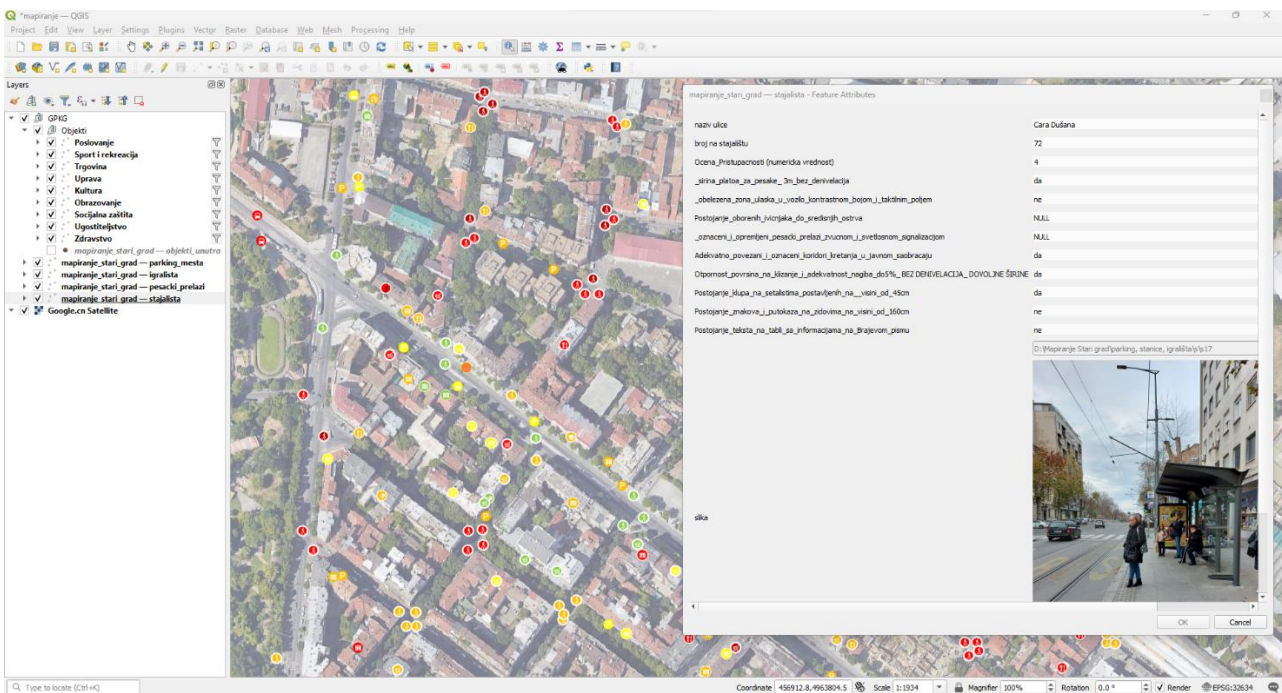 *mapiranje — QGIS
Project Edit View Layer Settings Plugins Vector Raster Database Web Mesh Processing Help
Layers
GPKG
Objekti
Poslovanje
Sport i rekreacija
Trgovina
Uprava
Kultura
Obrazovanje
Socijalna zaštita
Ugostiteljstvo
Zdravstvo
mapiranje_stari_grad — objekti_unutra
mapiranje_stari_grad — parking_mesta
mapiranje_stari_grad — igralista
mapiranje_stari_grad — pesacki_prelazi
mapiranje_stari_grad — stajalista
Google.cn Satellite
mapiranje_stari_grad — stajalista - Feature Attributes
naziv ulice Cara Dušana
broj na stajalištu 72
Ocena_Pristupacnosti (numericka vrednost) 4
_sirina_platoa_za_pesake_ 3m_bez_denivelacija da
_obelezena_zona_ulaska_u_vozilo_kontrastnom_bojom_i_taktilnim_poljem ne
Postojanje_oborenih_ivicnjaka_do_sredisnjih_ostrva NULL
_oznaceni_i_opremljeni_pesacki_prelazi_zvucnom_i_svetlosnom_signalizacijom NULL
Adekvatno_povezani_i_oznaceni_koridori_kretanja_u_javnom_saobracaju da
Otpornost_povrsina_na_klizanje_i_adekvatnost_nagiba_do5%_ BEZ DENIVELACIJA_ DOVOLJNE ŠIRINE da
Postojanje_klupa_na_setalistima_postavljenih_na__visini_od_45cm da
Postojanje_znakova_i_putokaza_na_zidovima_na_visini_od_160cm ne
Postojanje_teksta_na_tabli_sa_informacijama_na_Brajevom_pismu ne
D:\Mapiranje Stari grad\parking, stanice, igrališta\s\s17
slika
OK Cancel
Type to locate (Ctrl+K) Coordinate 456912.8,4963804.5 Scale 1:1934 Magnifier 100% Rotation 0.0 ° Render EPSG:32634